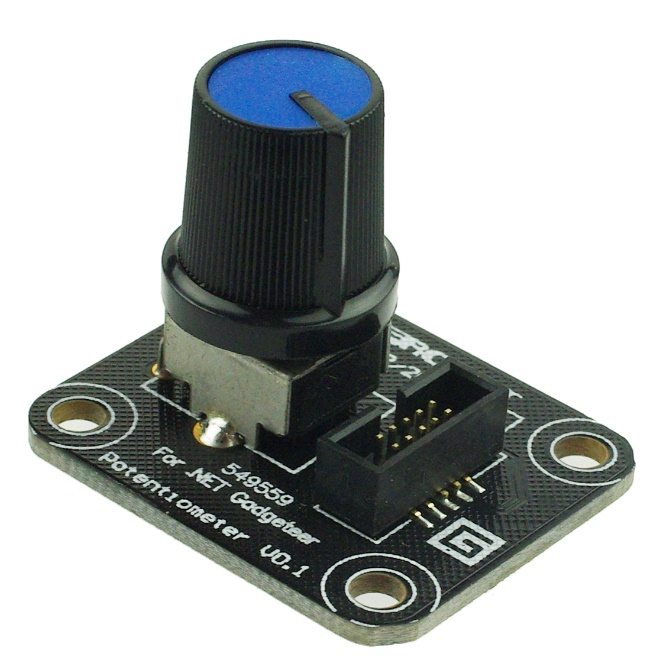 549559
For .NET Gadgeteer
Potentiometer V0.1
G